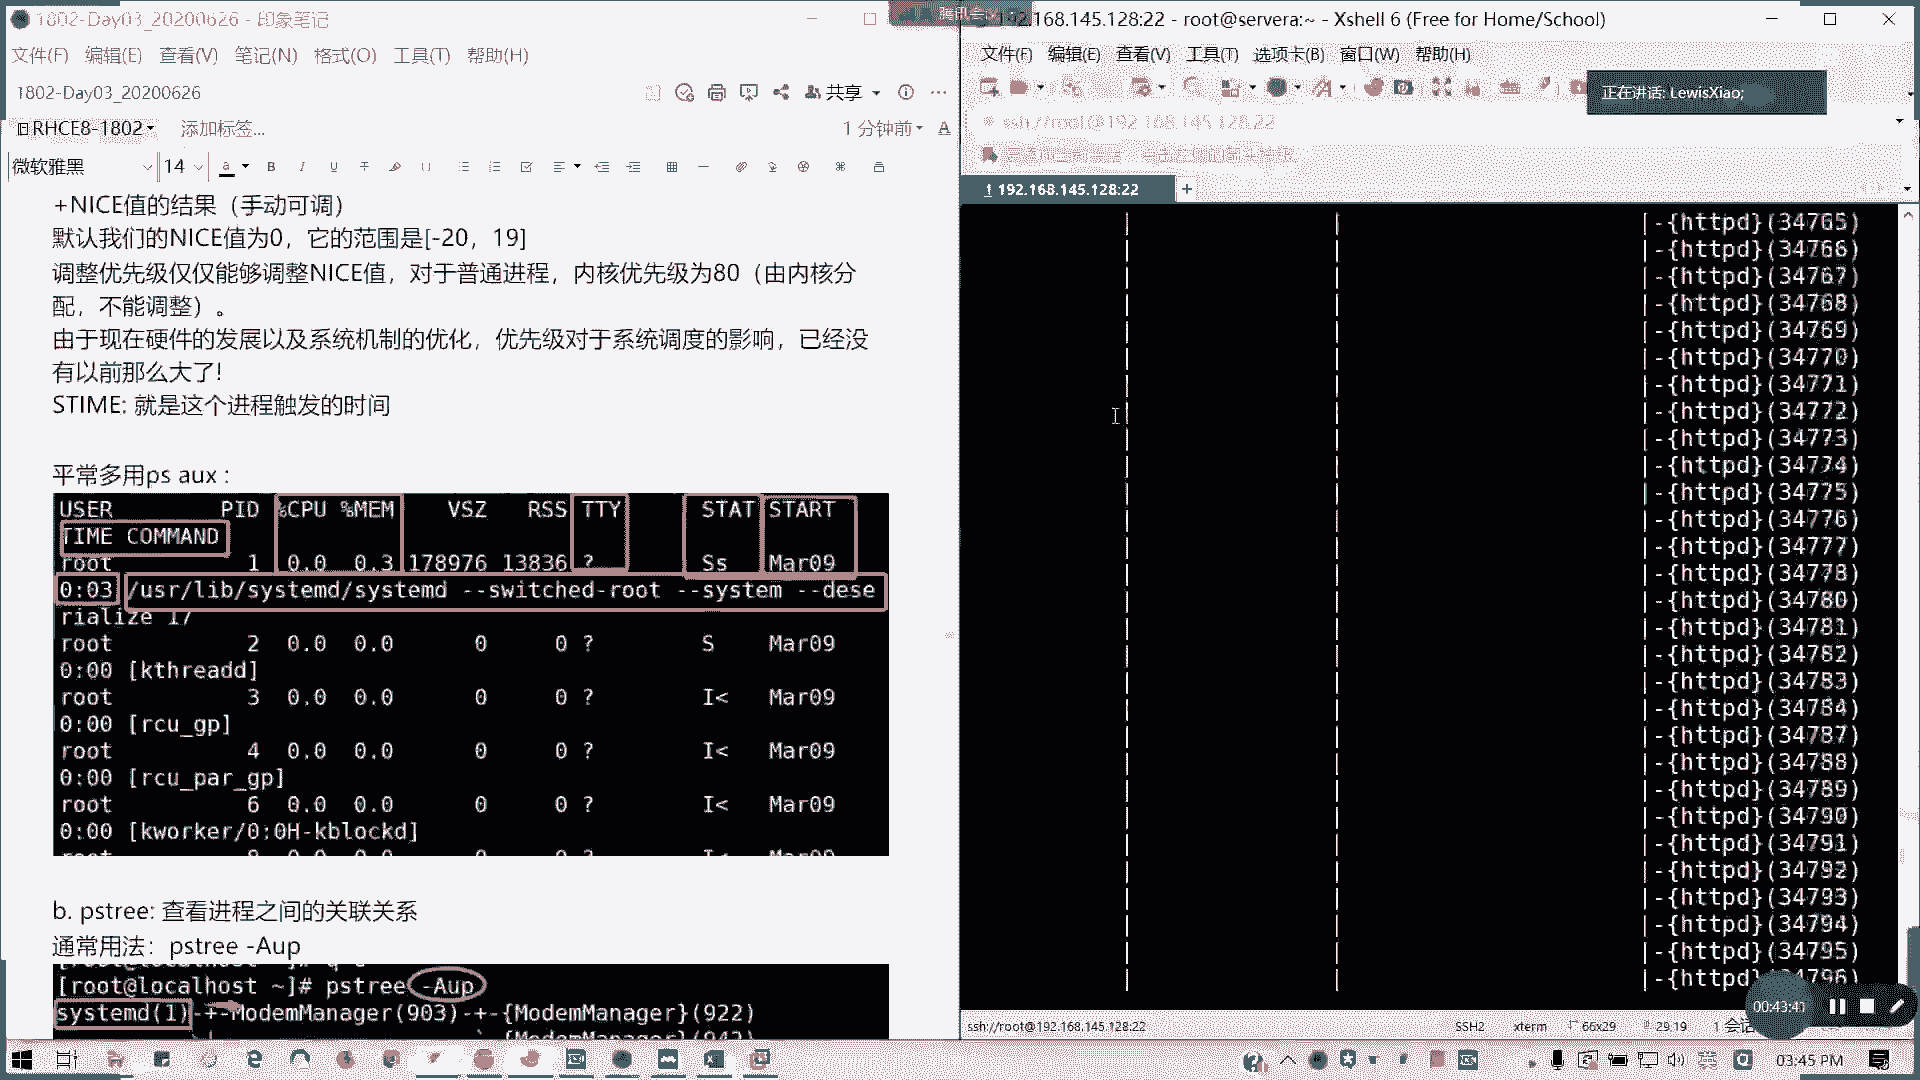 1802-Day03_20200626 - 印象笔记
文件(F) 编辑(E) 查看(V) 笔记(N) 格式(O) 工具(T) 帮助(H)
1802-Day03_20200626
共享
RHCE8-1802
添加标签...
1 分钟前
微软雅黑 14
+NICE值的结果（手动可调）
默认我们的NICE值为0，它的范围是[-20，19]
调整优先级仅仅能够调整NICE值，对于普通进程，内核优先级为80（由内核分
配，不能调整）。
由于现在硬件的发展以及系统机制的优化，优先级对于系统调度的影响，已经没
有以前那么大了!
STIME: 就是这个进程触发的时间
平常多用ps aux :
USER PID %CPU %MEM VSZ RSS TTY STAT START
TIME COMMAND
root 1 0.0 0.3 178976 13836 ? Ss Mar09
0:03 /usr/lib/systemd/systemd --switched-root --system --dese
rialize 17
root 2 0.0 0.0 0 0 ? S Mar09
0:00 [kthreadd]
root 3 0.0 0.0 0 0 ? I< Mar09
0:00 [rcu_gp]
root 4 0.0 0.0 0 0 ? I< Mar09
0:00 [rcu_par_gp]
root 6 0.0 0.0 0 0 ? I< Mar09
0:00 [kworker/0:0H-kblockd]
b. pstree: 查看进程之间的关联关系
通常用法：pstree -Aup
[root@localhost ~]# pstree -Aup
systemd(1)-+-ModemManager(903)-+-{ModemManager}(922)
192.168.145.128:22 - root@servera:~ - Xshell 6 (Free for Home/School)
文件(F) 编辑(E) 查看(V) 工具(T) 选项卡(B) 窗口(W) 帮助(H)
正在讲话: LewisXiao;
ssh://root@192.168.145.128:22
192.168.145.128:22
| | |-{httpd}(34765)
| | |-{httpd}(34766)
| | |-{httpd}(34767)
| | |-{httpd}(34768)
| | |-{httpd}(34769)
| | |-{httpd}(34770)
| | |-{httpd}(34771)
| | |-{httpd}(34772)
| | |-{httpd}(34773)
| | |-{httpd}(34774)
| | |-{httpd}(34775)
| | |-{httpd}(34776)
| | |-{httpd}(34777)
| | |-{httpd}(34778)
| | |-{httpd}(34780)
| | |-{httpd}(34781)
| | |-{httpd}(34782)
| | |-{httpd}(34783)
| | |-{httpd}(34784)
| | |-{httpd}(34787)
| | |-{httpd}(34788)
| | |-{httpd}(34789)
| | |-{httpd}(34790)
| | |-{httpd}(34791)
| | |-{httpd}(34792)
| | |-{httpd}(34793)
| | |-{httpd}(34794)
| | |-{httpd}(34795)
| | |-{httpd}(34796)
00:43:41
ssh://root@192.168.145.128:22 SSH2 xterm 66x29 29,19
英 03:45 PM